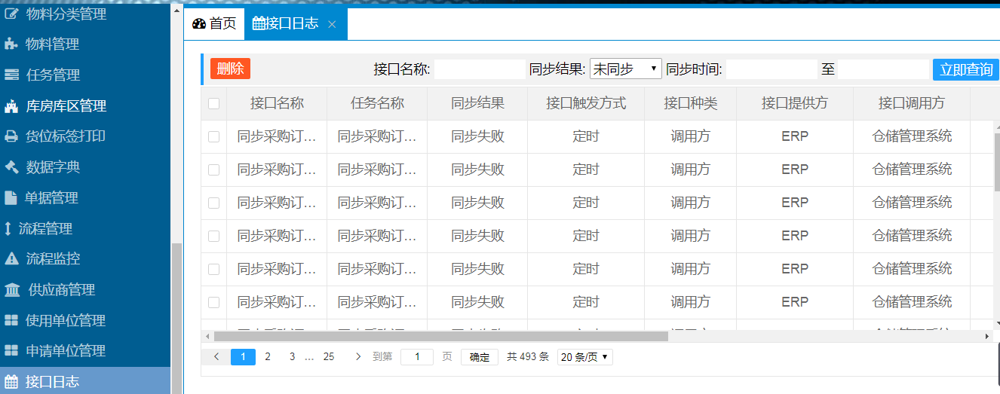 物料分类管理
物料管理
任务管理
库房库区管理
货位标签打印
数据字典
单据管理
流程管理
流程监控
供应商管理
使用单位管理
申请单位管理
接口日志
首页 接口日志
删除 接口名称: 同步结果: 未同步 同步时间: 至 立即查询
接口名称 任务名称 同步结果 接口触发方式 接口种类 接口提供方 接口调用方
同步采购订... 同步采购订... 同步失败 定时 调用方 ERP 仓储管理系统
同步采购订... 同步采购订... 同步失败 定时 调用方 ERP 仓储管理系统
同步采购订... 同步采购订... 同步失败 定时 调用方 ERP 仓储管理系统
同步采购订... 同步采购订... 同步失败 定时 调用方 ERP 仓储管理系统
同步采购订... 同步采购订... 同步失败 定时 调用方 ERP 仓储管理系统
同步采购订... 同步采购订... 同步失败 定时 调用方 ERP 仓储管理系统
1 2 3 ... 25 到第 1 页 确定 共 493 条 20 条/页